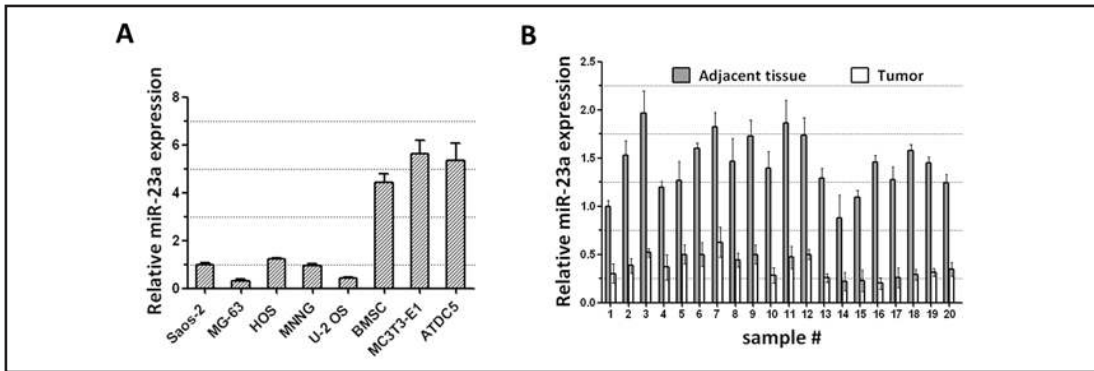 A
Relative miR-23a expression
8
6
4
2
0
Saos-2
MG-63
HOS
MNNG
U-2 OS
BMSC
MC3T3-E1
ATDC5
B
Relative miR-23a expression
2.5
2.0
1.5
1.0
0.5
0.0
Adjacent tissue
Tumor
1 2 3 4 5 6 7 8 9 10 11 12 13 14 15 16 17 18 19 20
sample #